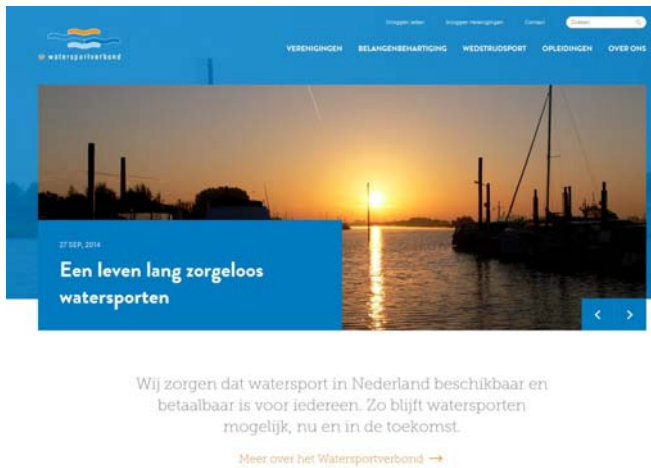 Inloggen leden Inloggen Verenigingen Contact Zoeken
watersportverbond
VERENIGINGEN BELANGENBEHARTIGING WEDSTRIJDSPORT OPLEIDINGEN OVER ONS
27 SEP, 2014
Een leven lang zorgeloos
watersporten
Wij zorgen dat watersport in Nederland beschikbaar en
betaalbaar is voor iedereen. Zo blijft watersporten
mogelijk, nu en in de toekomst.
Meer over het Watersportverbond →